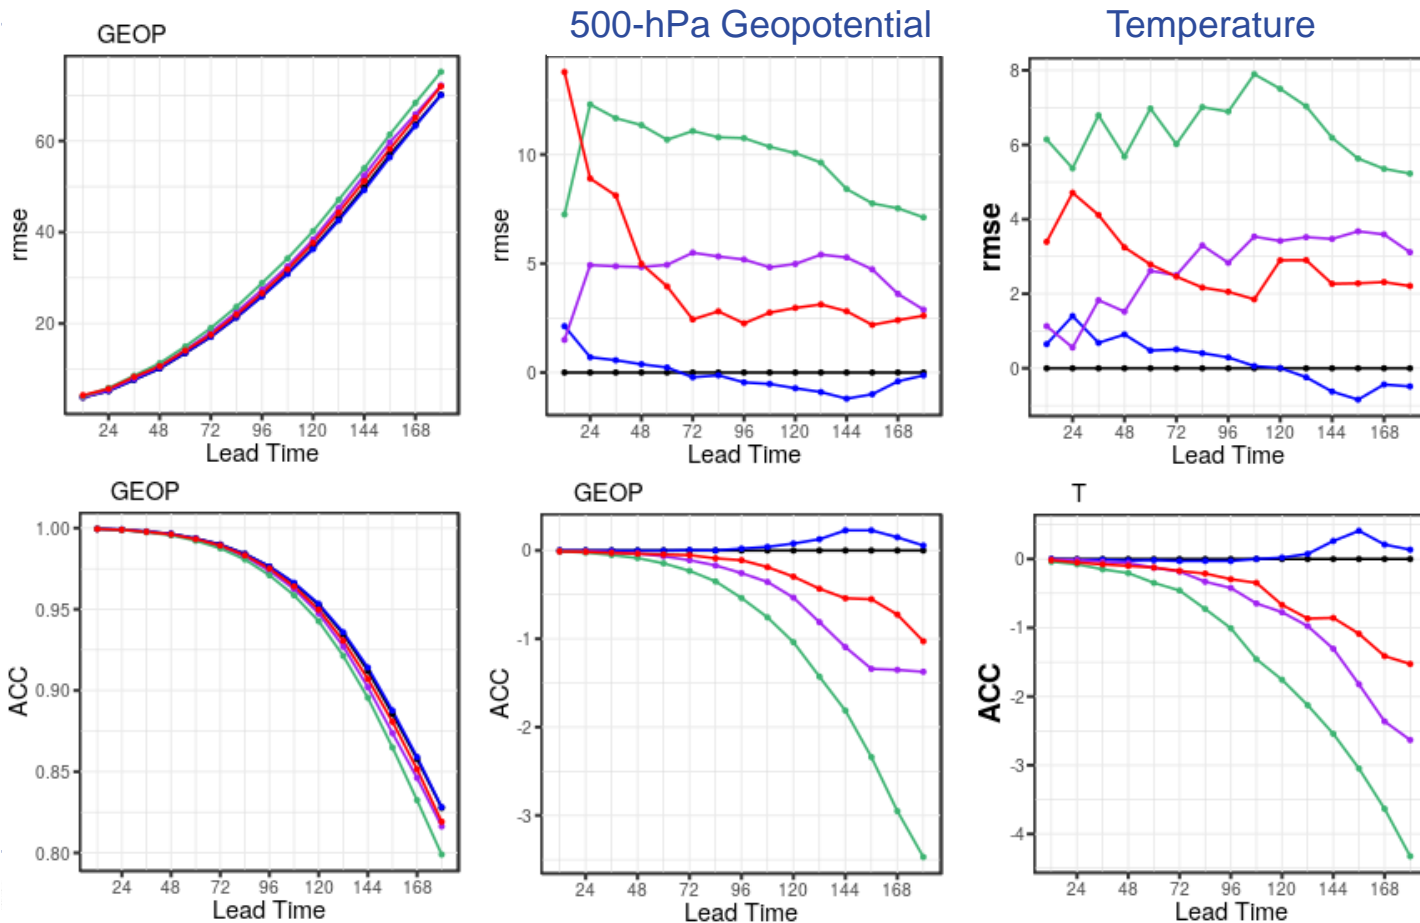 500-hPa Geopotential
Temperature
GEOP
rmse
60
40
20
24 48 72 96 120 144 168
Lead Time
rmse
10
5
0
24 48 72 96 120 144 168
Lead Time
rmse
8
6
4
2
0
24 48 72 96 120 144 168
Lead Time
GEOP
ACC
1.00
0.95
0.90
0.85
0.80
24 48 72 96 120 144 168
Lead Time
GEOP
ACC
0
-1
-2
-3
24 48 72 96 120 144 168
Lead Time
T
ACC
0
-1
-2
-3
-4
24 48 72 96 120 144 168
Lead Time